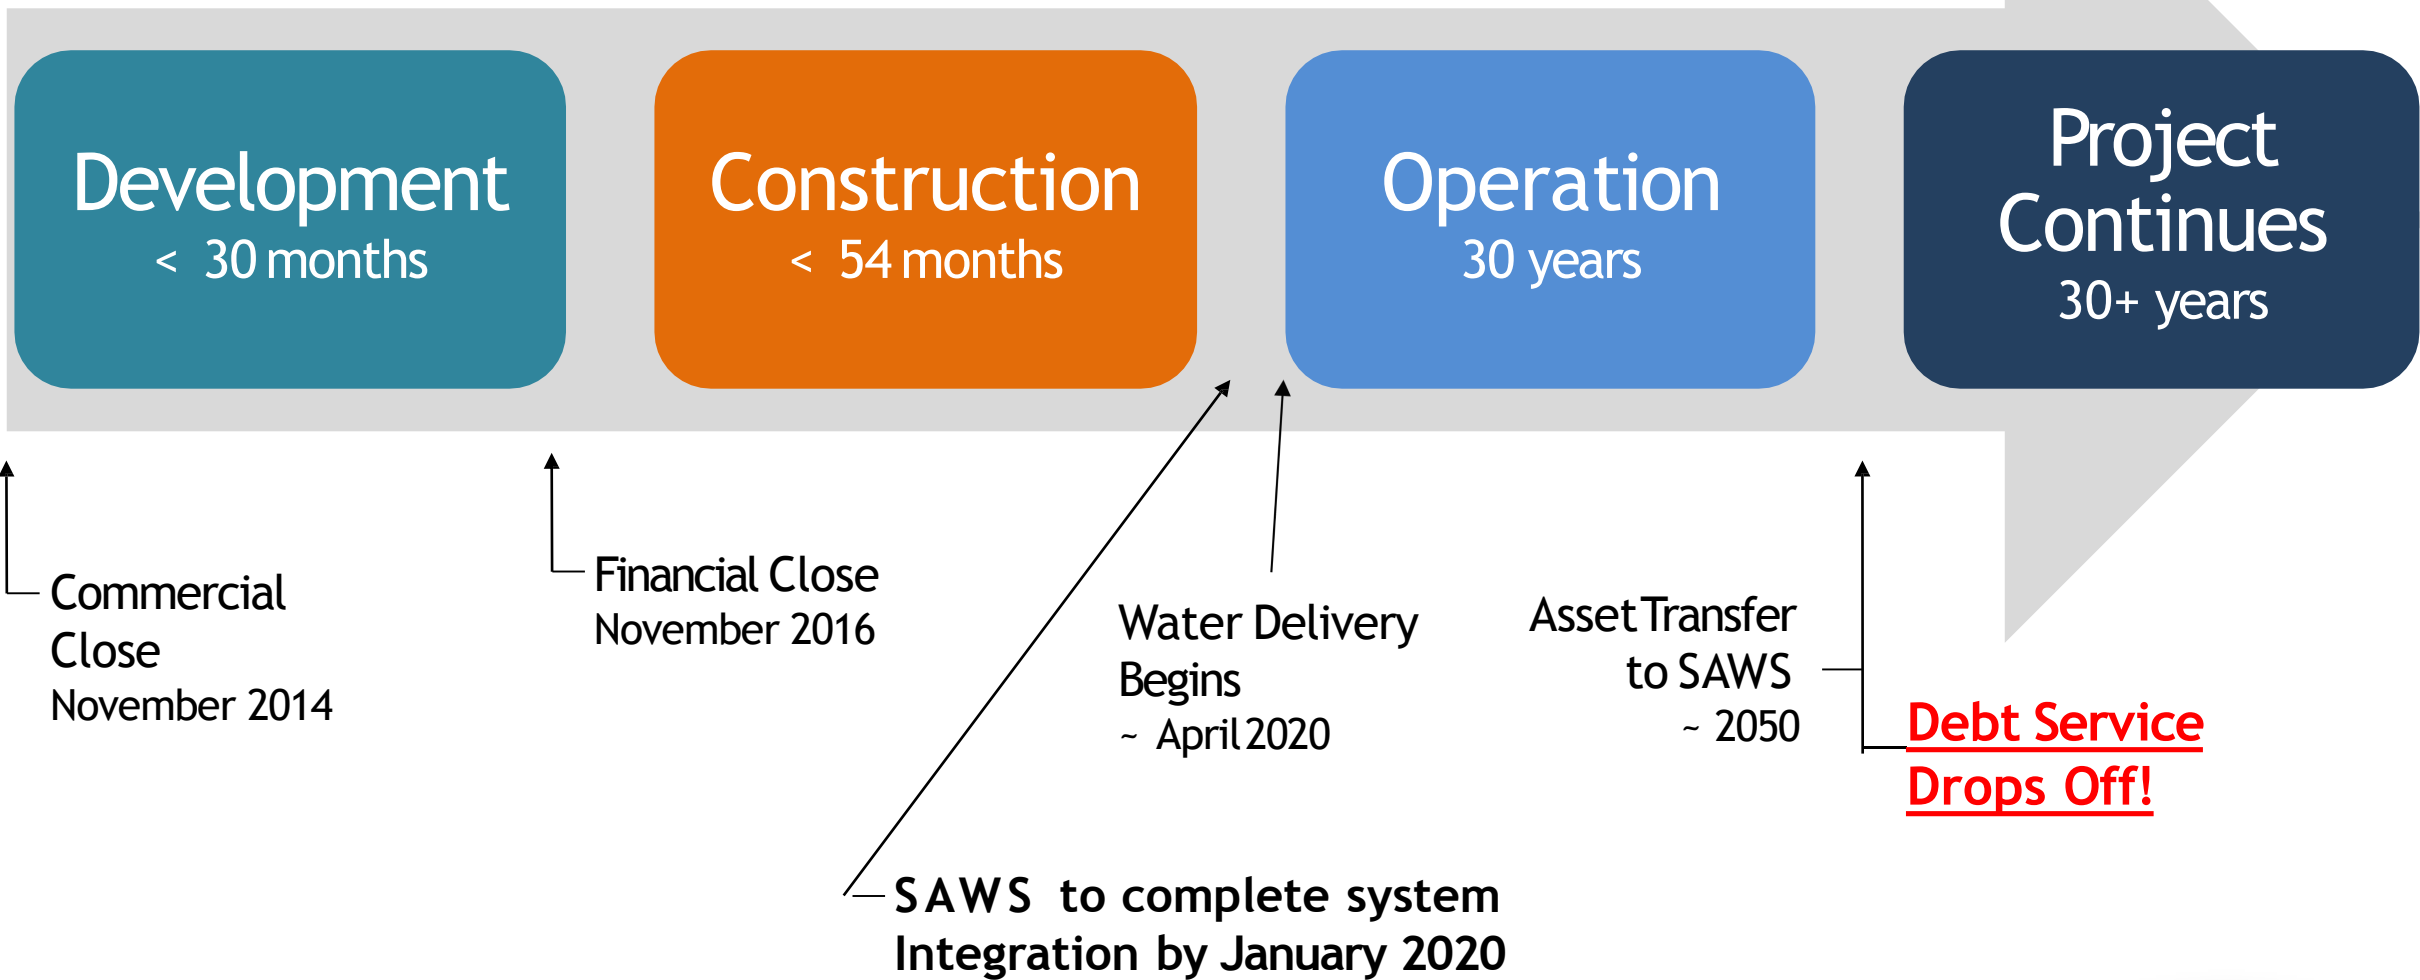 Development
< 30 months
Construction
< 54 months
Operation
30 years
Project
Continues
30+ years
Commercial
Close
November 2014
Financial Close
November 2016
Water Delivery
Begins
~ April 2020
Asset Transfer
to SAWS
~ 2050
Debt Service
Drops Off!
SAWS to complete system
Integration by January 2020